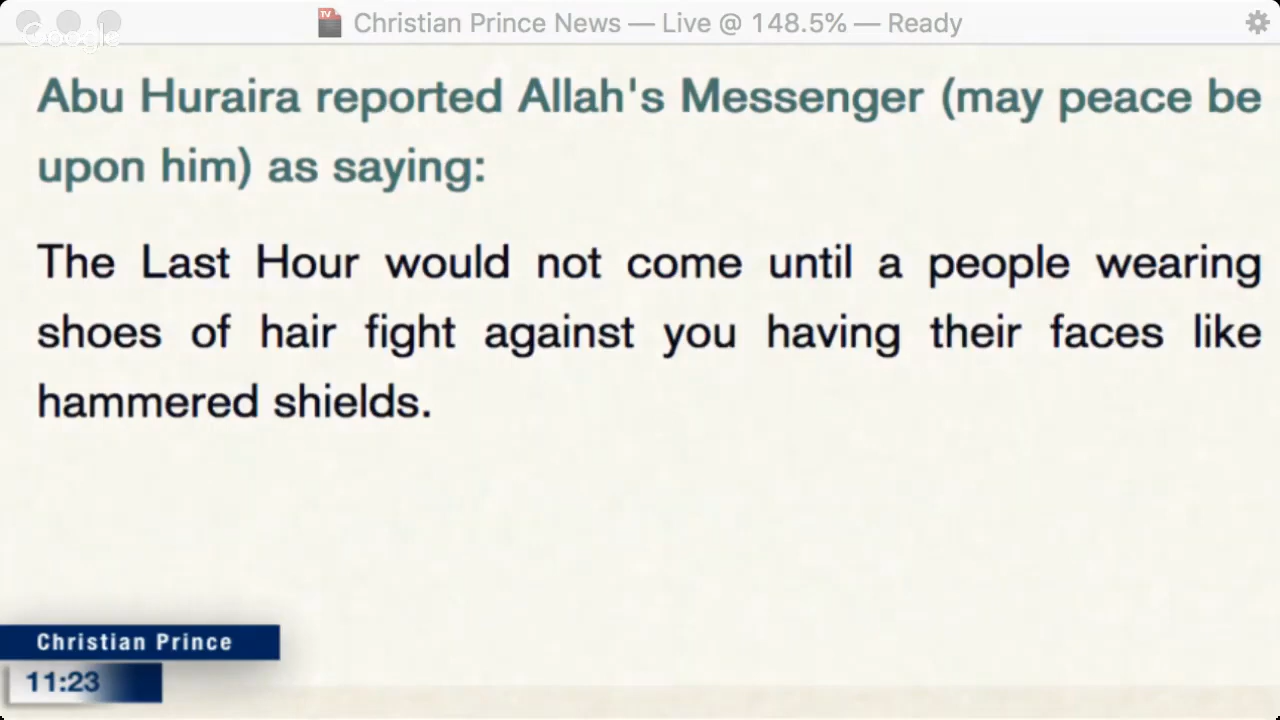 Christian Prince News — Live @ 148.5% — Ready
Google
Abu Huraira reported Allah's Messenger (may peace be
upon him) as saying:
The Last Hour would not come until a people wearing
shoes of hair fight against you having their faces like
hammered shields.
Christian Prince
11:23